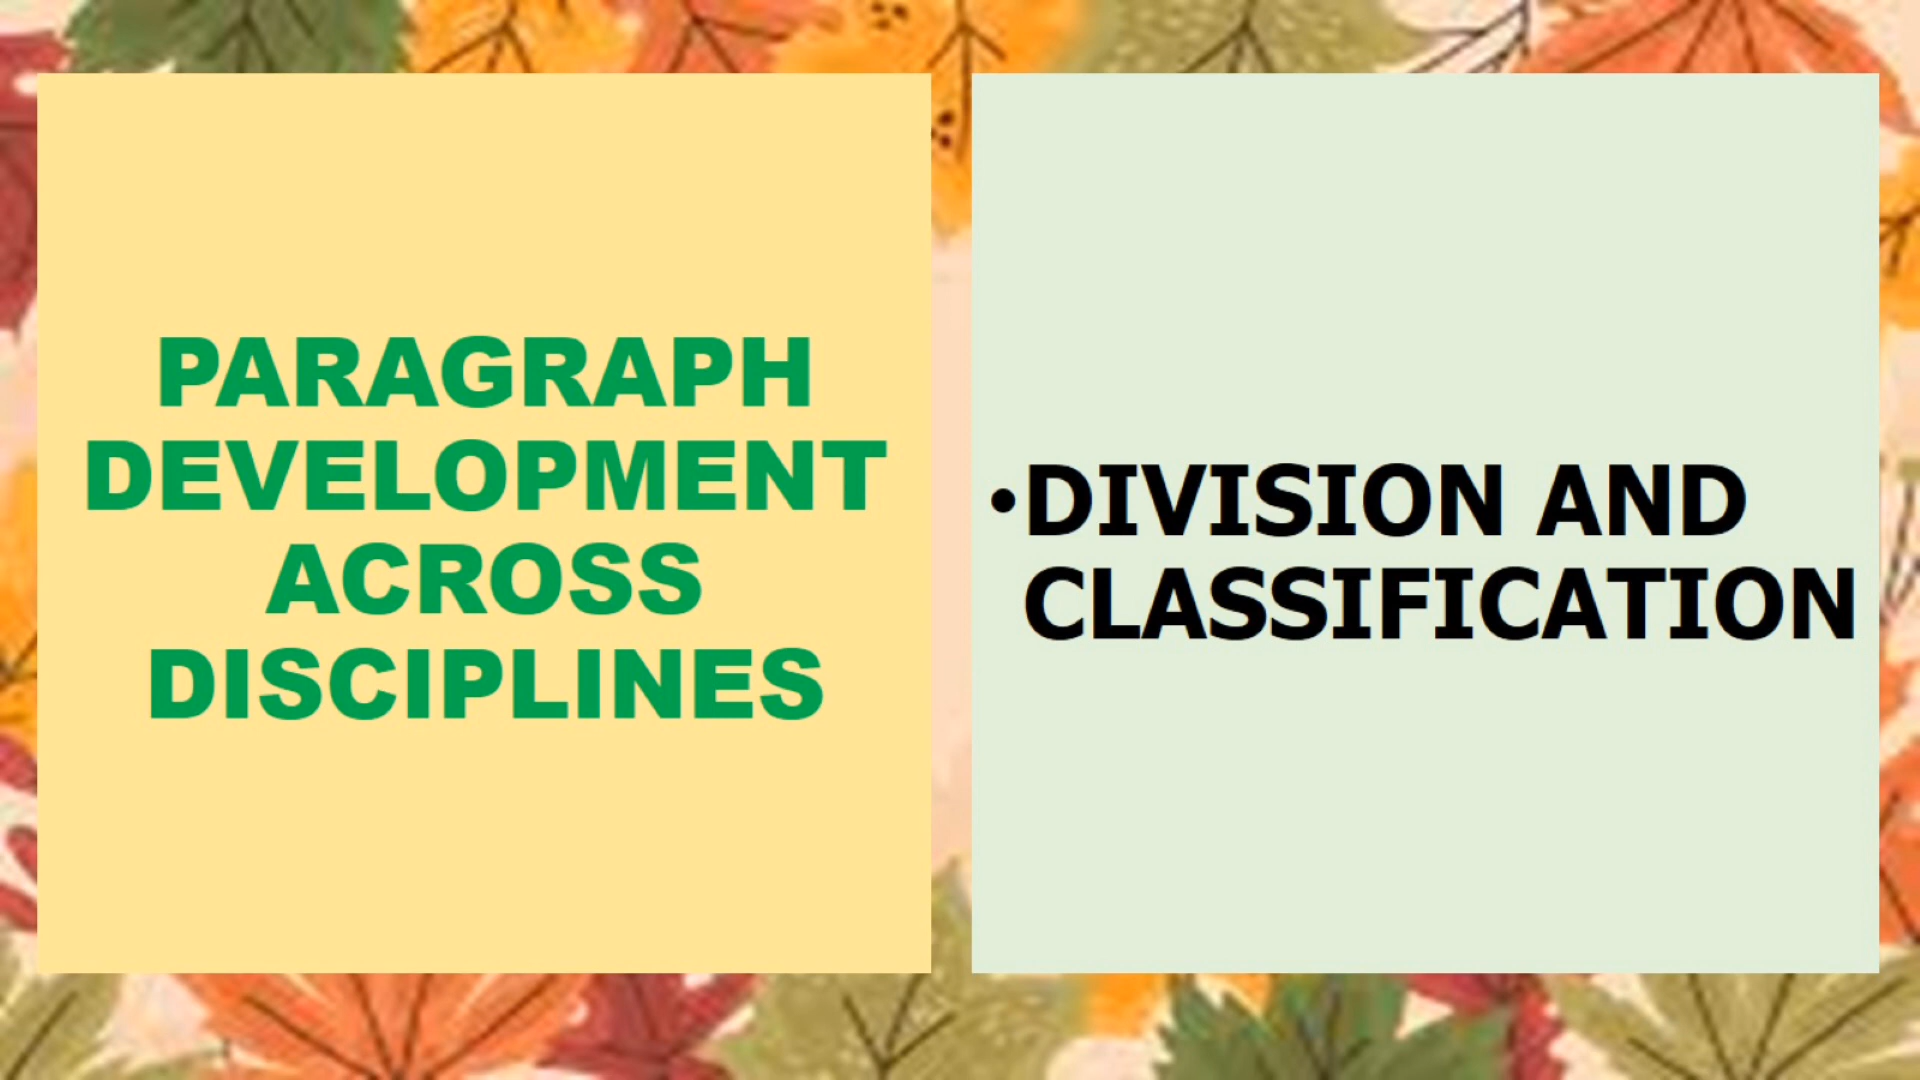 PARAGRAPH
DEVELOPMENT
ACROSS
DISCIPLINES
•DIVISION AND
CLASSIFICATION